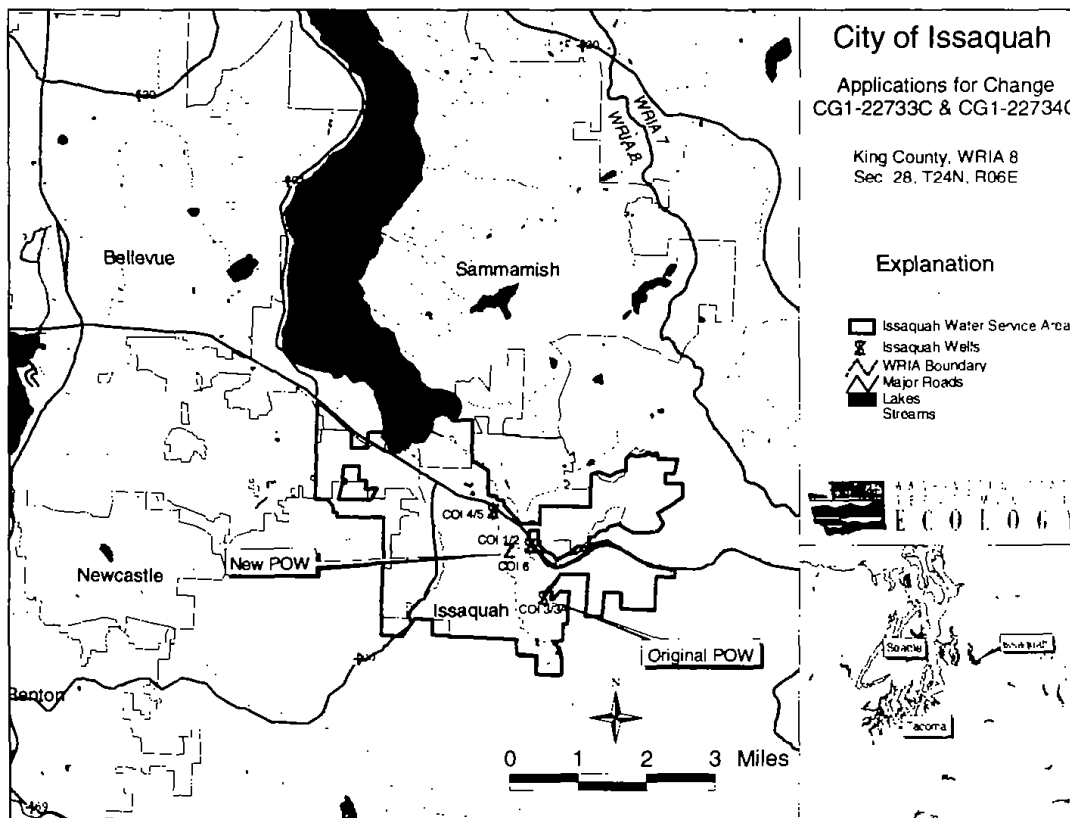 City of Issaquah
Applications for Change
CG1-22733C & CG1-22734C
King County, WRIA 8
Sec 28, T24N, R06E
Explanation
Issaquah Water Service Area
Issaquah Wells
WRIA Boundary
Major Roads
Lakes
Streams
ECOLOGY
WRIA 7
WRIA 8
Bellevue
Sammamish
COI 4/5
COI 1/2
New POW
COI 6
Newcastle
Issaquah
COI 3/3A
Original POW
Renton
N
0 1 2 3 Miles
Seattle
Issaquah
Tacoma